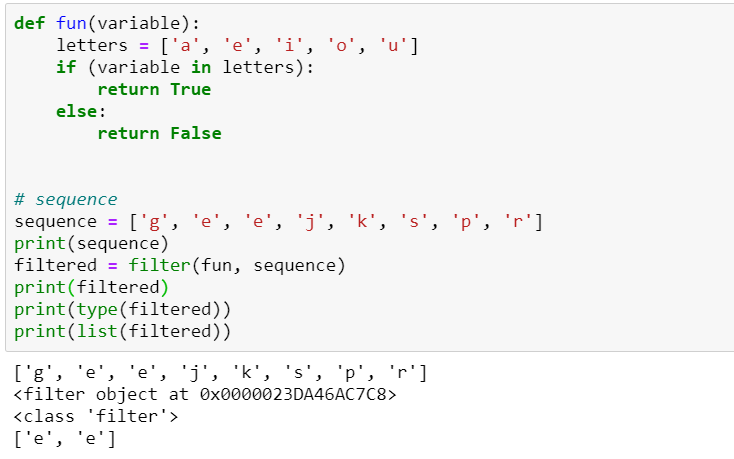 def fun(variable):
    letters = ['a', 'e', 'i', 'o', 'u']
    if (variable in letters):
        return True
    else:
        return False
# sequence
sequence = ['g', 'e', 'e', 'j', 'k', 's', 'p', 'r']
print(sequence)
filtered = filter(fun, sequence)
print(filtered)
print(type(filtered))
print(list(filtered))
['g', 'e', 'e', 'j', 'k', 's', 'p', 'r']
<filter object at 0x0000023DA46AC7C8>
<class 'filter'>
['e', 'e']